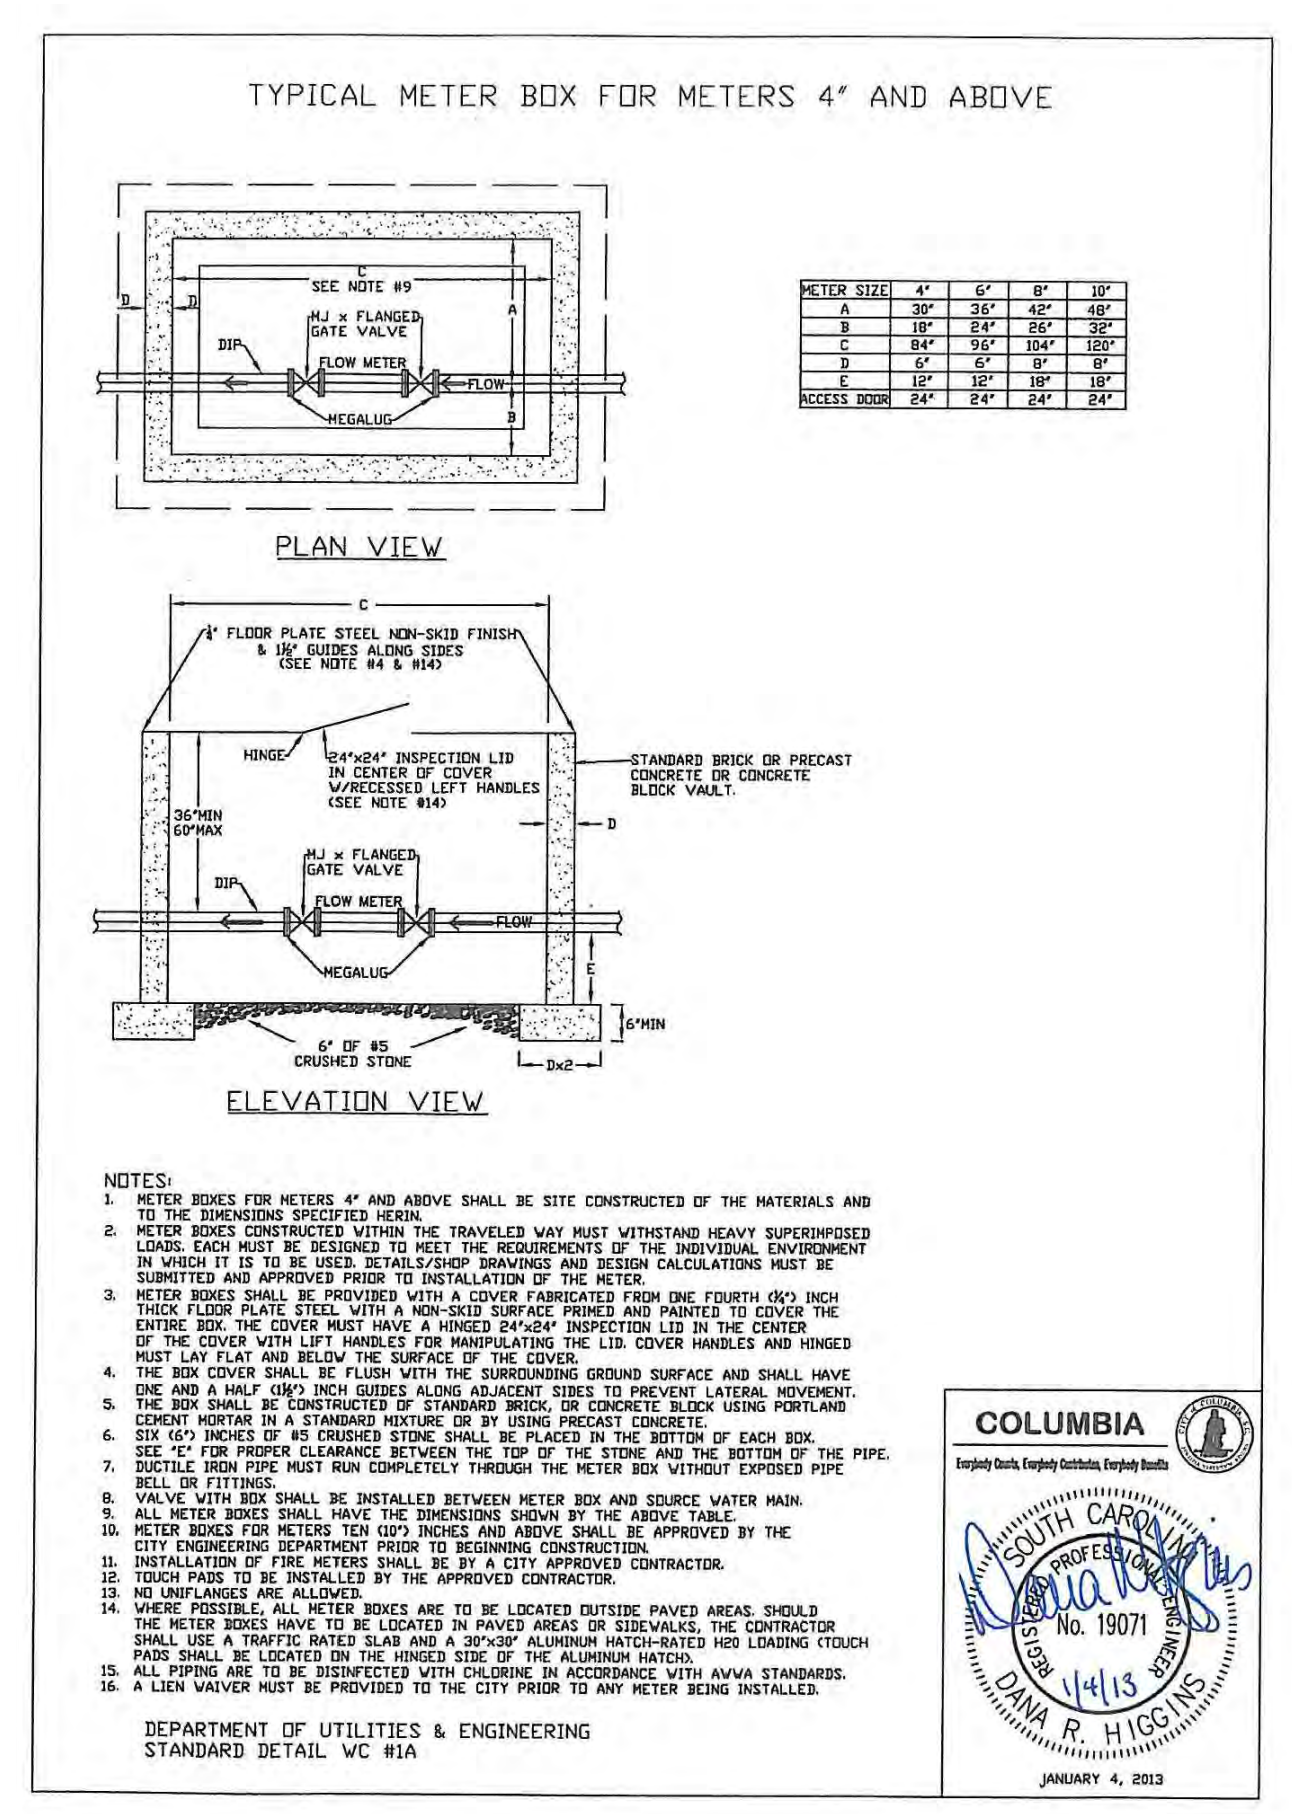 TYPICAL METER BOX FOR METERS 4" AND ABOVE
C
SEE NOTE #9
D
D
A
MJ x FLANGED
GATE VALVE
DIP
FLOW METER
FLOW
MEGALUG
B
PLAN VIEW
METER SIZE 4" 6" 8" 10"
A 30" 36" 42" 48"
B 18" 24" 26" 32"
C 84" 96" 104" 120"
D 6" 6" 8" 8"
E 12" 12" 18" 18"
ACCESS DOOR 24" 24" 24" 24"
C
¼" FLOOR PLATE STEEL NON-SKID FINISH
& 1½" GUIDES ALONG SIDES
(SEE NOTE #4 & #14)
HINGE
24"x24" INSPECTION LID
IN CENTER OF COVER
W/RECESSED LEFT HANDLES
(SEE NOTE #14)
STANDARD BRICK OR PRECAST
CONCRETE OR CONCRETE
BLOCK VAULT.
36"MIN
60"MAX
D
MJ x FLANGED
GATE VALVE
DIP
FLOW METER
FLOW
MEGALUG
E
6"MIN
6" OF #5
CRUSHED STONE
Dx2
ELEVATION VIEW
NOTES:
1. METER BOXES FOR METERS 4" AND ABOVE SHALL BE SITE CONSTRUCTED OF THE MATERIALS AND
TO THE DIMENSIONS SPECIFIED HERIN.
2. METER BOXES CONSTRUCTED WITHIN THE TRAVELED WAY MUST WITHSTAND HEAVY SUPERIMPOSED
LOADS. EACH MUST BE DESIGNED TO MEET THE REQUIREMENTS OF THE INDIVIDUAL ENVIRONMENT
IN WHICH IT IS TO BE USED. DETAILS/SHOP DRAWINGS AND DESIGN CALCULATIONS MUST BE
SUBMITTED AND APPROVED PRIOR TO INSTALLATION OF THE METER.
3. METER BOXES SHALL BE PROVIDED WITH A COVER FABRICATED FROM ONE FOURTH (¼") INCH
THICK FLOOR PLATE STEEL WITH A NON-SKID SURFACE PRIMED AND PAINTED TO COVER THE
ENTIRE BOX. THE COVER MUST HAVE A HINGED 24"x24" INSPECTION LID IN THE CENTER
OF THE COVER WITH LIFT HANDLES FOR MANIPULATING THE LID. COVER HANDLES AND HINGED
MUST LAY FLAT AND BELOW THE SURFACE OF THE COVER.
4. THE BOX COVER SHALL BE FLUSH WITH THE SURROUNDING GROUND SURFACE AND SHALL HAVE
ONE AND A HALF (1½") INCH GUIDES ALONG ADJACENT SIDES TO PREVENT LATERAL MOVEMENT.
5. THE BOX SHALL BE CONSTRUCTED OF STANDARD BRICK, OR CONCRETE BLOCK USING PORTLAND
CEMENT MORTAR IN A STANDARD MIXTURE OR BY USING PRECAST CONCRETE.
6. SIX (6") INCHES OF #5 CRUSHED STONE SHALL BE PLACED IN THE BOTTOM OF EACH BOX.
SEE "E" FOR PROPER CLEARANCE BETWEEN THE TOP OF THE STONE AND THE BOTTOM OF THE PIPE.
7. DUCTILE IRON PIPE MUST RUN COMPLETELY THROUGH THE METER BOX WITHOUT EXPOSED PIPE
BELL OR FITTINGS.
8. VALVE WITH BOX SHALL BE INSTALLED BETWEEN METER BOX AND SOURCE WATER MAIN.
9. ALL METER BOXES SHALL HAVE THE DIMENSIONS SHOWN BY THE ABOVE TABLE.
10. METER BOXES FOR METERS TEN (10") INCHES AND ABOVE SHALL BE APPROVED BY THE
CITY ENGINEERING DEPARTMENT PRIOR TO BEGINNING CONSTRUCTION.
11. INSTALLATION OF FIRE METERS SHALL BE BY A CITY APPROVED CONTRACTOR.
12. TOUCH PADS TO BE INSTALLED BY THE APPROVED CONTRACTOR.
13. NO UNIFLANGES ARE ALLOWED.
14. WHERE POSSIBLE, ALL METER BOXES ARE TO BE LOCATED OUTSIDE PAVED AREAS. SHOULD
THE METER BOXES HAVE TO BE LOCATED IN PAVED AREAS OR SIDEWALKS, THE CONTRACTOR
SHALL USE A TRAFFIC RATED SLAB AND A 30"x30" ALUMINUM HATCH-RATED H20 LOADING (TOUCH
PADS SHALL BE LOCATED ON THE HINGED SIDE OF THE ALUMINUM HATCH).
15. ALL PIPING ARE TO BE DISINFECTED WITH CHLORINE IN ACCORDANCE WITH AWWA STANDARDS.
16. A LIEN WAIVER MUST BE PROVIDED TO THE CITY PRIOR TO ANY METER BEING INSTALLED.
DEPARTMENT OF UTILITIES & ENGINEERING
STANDARD DETAIL WC #1A
COLUMBIA
Everybody Counts, Everybody Contributes, Everybody Benefits
SOUTH CAROLINA
REGISTERED PROFESSIONAL ENGINEER
No. 19071
1/4/13
DANA R. HIGGINS
JANUARY 4, 2013